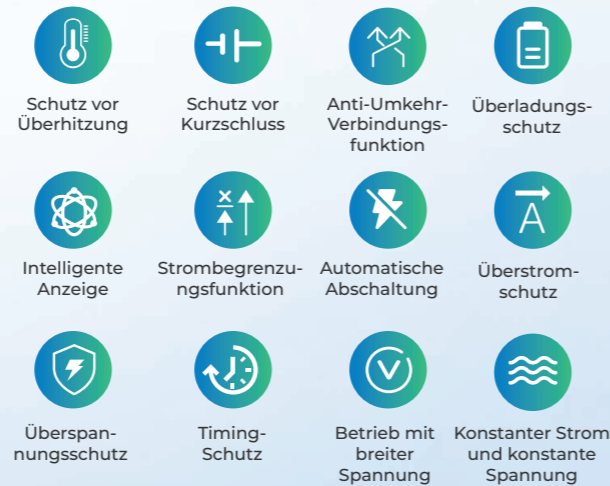 Schutz vor
Überhitzung
Schutz vor
Kurzschluss
Anti-Umkehr-
Verbindungs-
funktion
Überladungs-
schutz
Intelligente
Anzeige
Strombegrenzu-
ngsfunktion
Automatische
Abschaltung
A
Überstrom-
schutz
Überspan-
nungsschutz
Timing-
Schutz
V
Betrieb mit
breiter
Spannung
Konstanter Strom
und konstante
Spannung